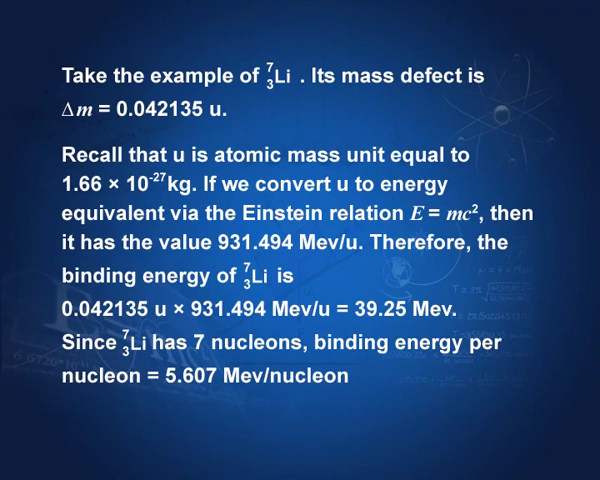 Take the example of ⁷₃Li . Its mass defect is
Δm = 0.042135 u.
Recall that u is atomic mass unit equal to
1.66 × 10⁻²⁷kg. If we convert u to energy
equivalent via the Einstein relation E = mc², then
it has the value 931.494 Mev/u. Therefore, the
binding energy of ⁷₃Li is
0.042135 u × 931.494 Mev/u = 39.25 Mev.
Since ⁷₃Li has 7 nucleons, binding energy per
nucleon = 5.607 Mev/nucleon